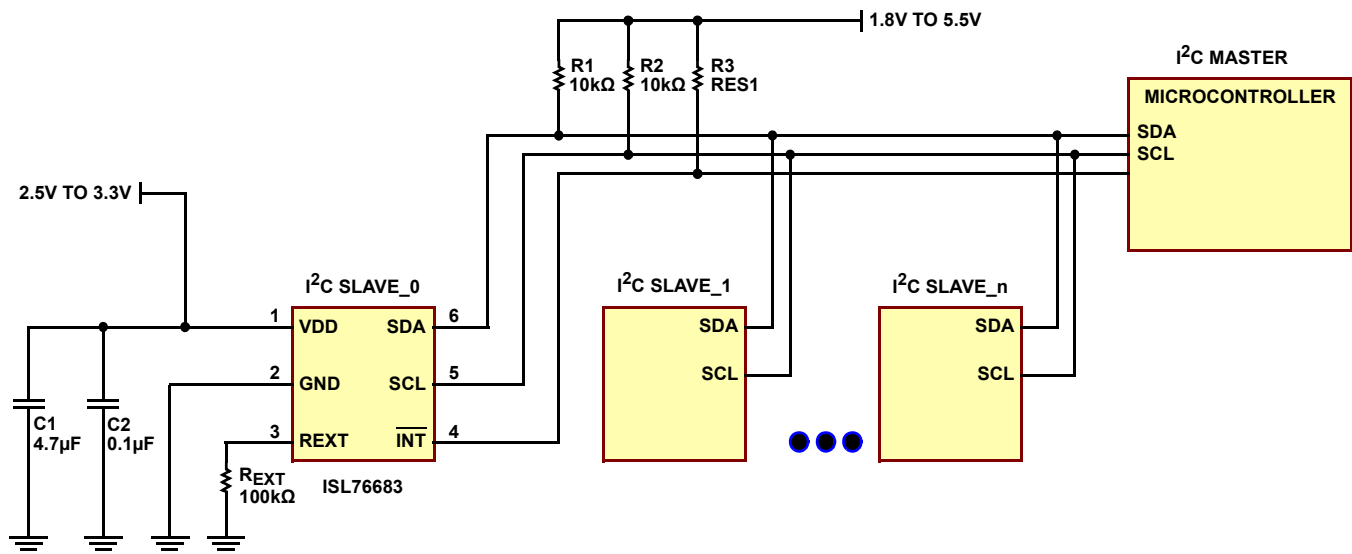 1.8V TO 5.5V
R1
10kΩ
R2
10kΩ
R3
RES1
I²C MASTER
MICROCONTROLLER
SDA
SCL
2.5V TO 3.3V
I²C SLAVE_0
1
VDD
SDA
6
2
GND
SCL
5
3
REXT
INT
4
C1
4.7µF
C2
0.1µF
REXT
100kΩ
ISL76683
I²C SLAVE_1
SDA
SCL
I²C SLAVE_n
SDA
SCL